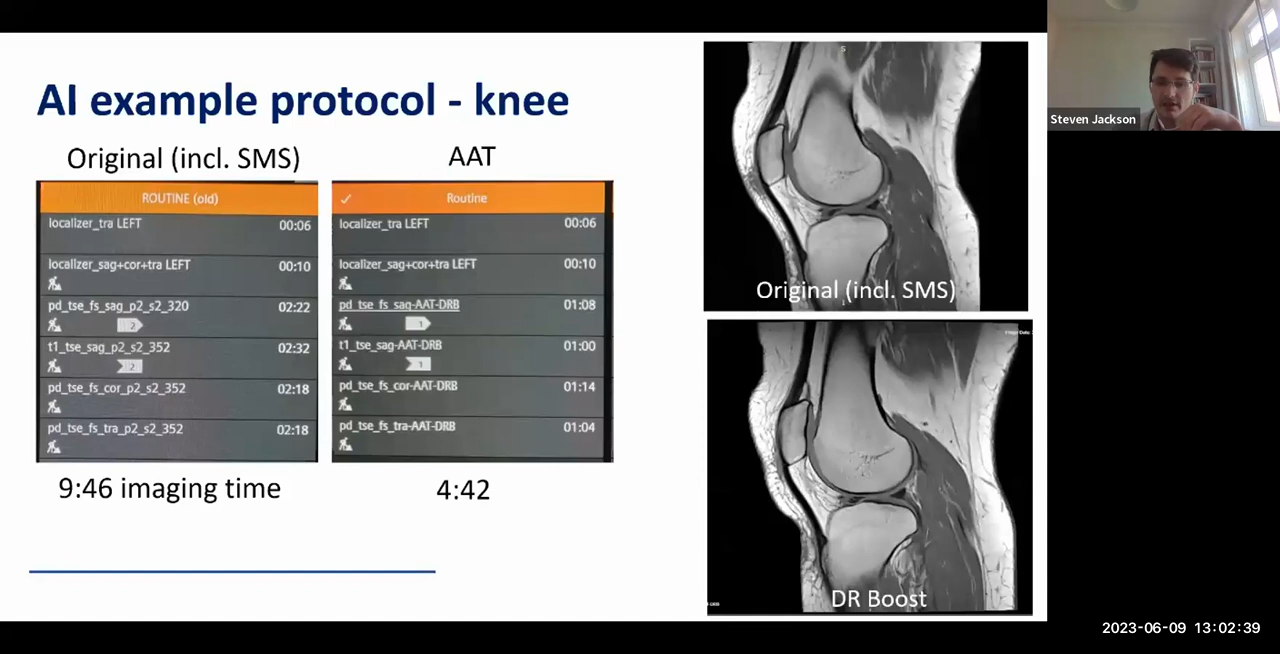 AI example protocol - knee
Original (incl. SMS)
ROUTINE (old)
localizer_tra LEFT 00:06
localizer_sag+cor+tra LEFT 00:10
pd_tse_fs_sag_p2_s2_320 02:22
2
t1_tse_sag_p2_s2_352 02:32
2
pd_tse_fs_cor_p2_s2_352 02:18
pd_tse_fs_tra_p2_s2_352 02:18
9:46 imaging time
AAT
Routine
localizer_tra LEFT 00:06
localizer_sag+cor+tra LEFT 00:10
pd_tse_fs_sag-AAT-DRB 01:08
1
t1_tse_sag-AAT-DRB 01:00
1
pd_tse_fs_cor-AAT-DRB 01:14
pd_tse_fs_tra-AAT-DRB 01:04
4:42
S
Original (incl. SMS)
DR Boost
Steven Jackson
2023-06-09 13:02:39